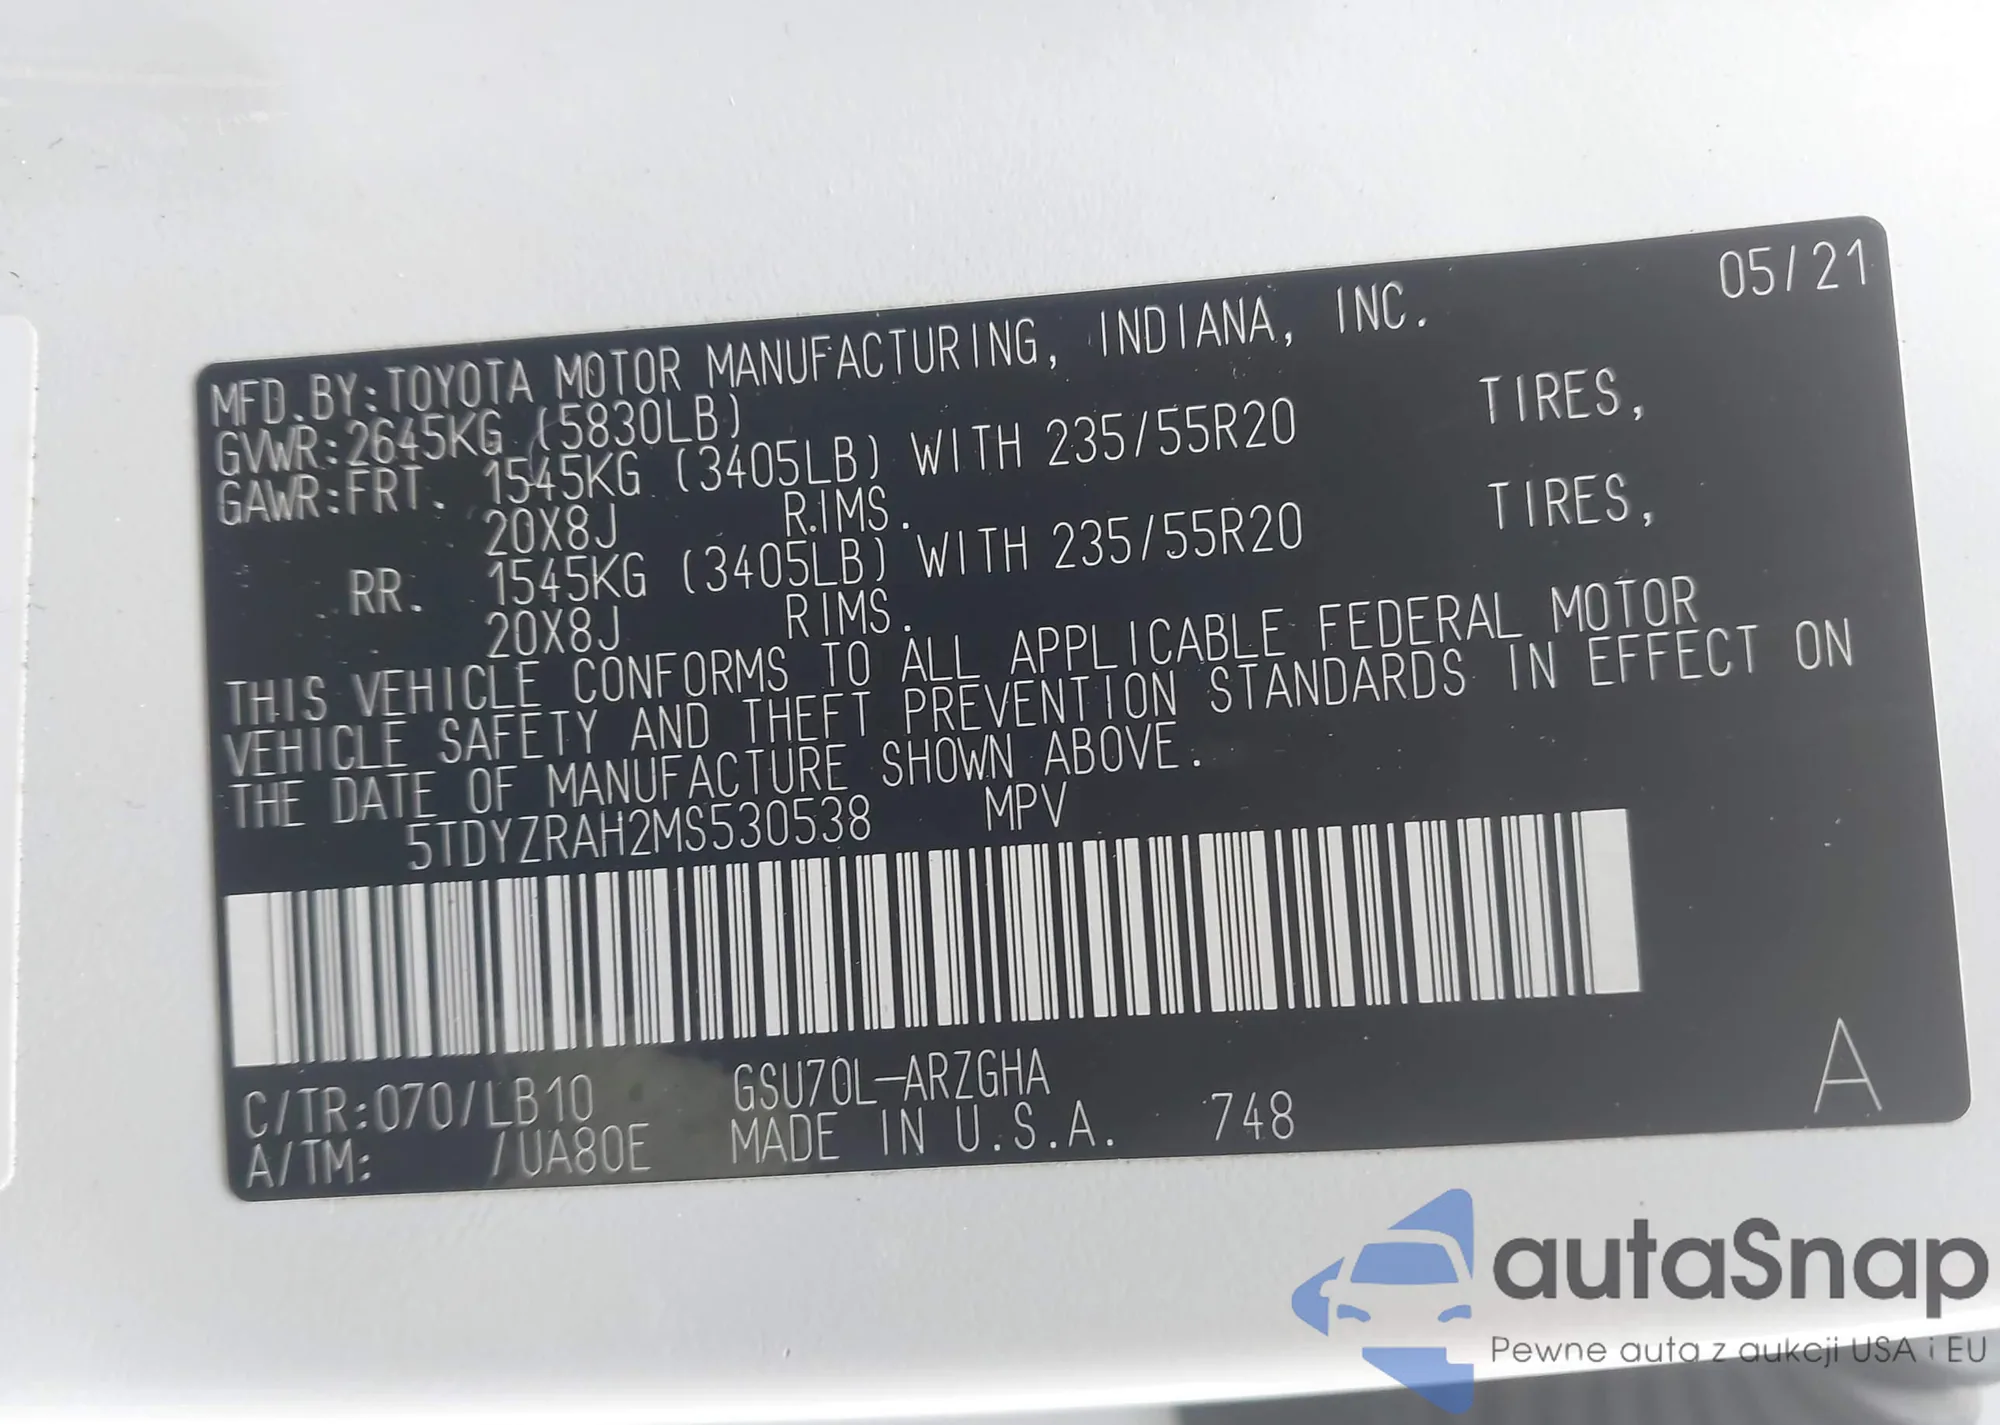 05/21
MFD.BY:TOYOTA MOTOR MANUFACTURING, INDIANA, INC.
GVWR:2645KG (5830LB)
GAWR:FRT. 1545KG (3405LB) WITH 235/55R20 TIRES,
20X8J RIMS.
RR. 1545KG (3405LB) WITH 235/55R20 TIRES,
20X8J RIMS.
THIS VEHICLE CONFORMS TO ALL APPLICABLE FEDERAL MOTOR
VEHICLE SAFETY AND THEFT PREVENTION STANDARDS IN EFFECT ON
THE DATE OF MANUFACTURE SHOWN ABOVE.
5TDYZRAH2MS530538 MPV
C/TR:070/LB10 GSU70L-ARZGHA
A/TM: /UA80E MADE IN U.S.A. 748
A
autaSnap
Pewne auta z aukcji USA i EU